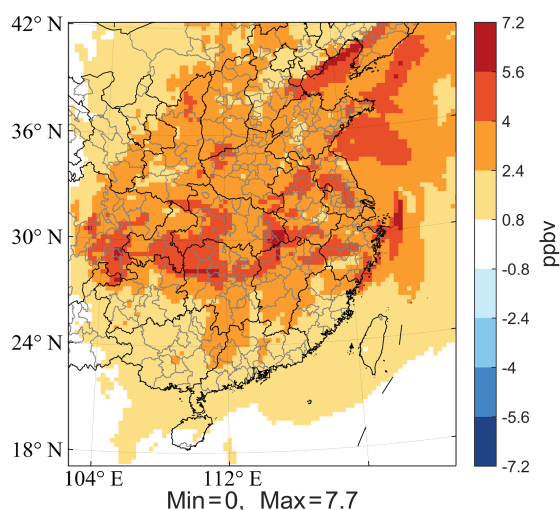 42° N
36° N
30° N
24° N
18° N
104° E
112° E
Min=0, Max=7.7
7.2
5.6
4
2.4
0.8
-0.8
-2.4
-4
-5.6
-7.2
ppbv